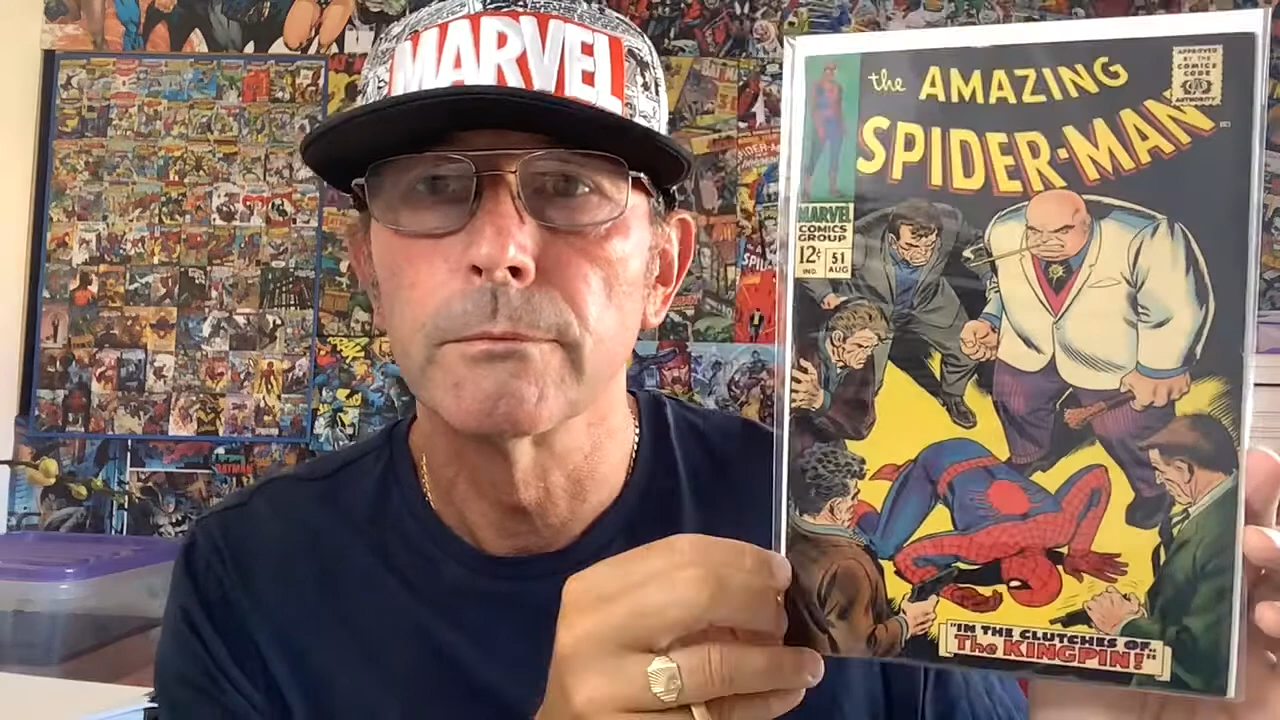 MARVEL
the AMAZING
SPIDER-MAN
APPROVED
BY THE
COMICS
CODE
AUTHORITY
MARVEL
COMICS
GROUP
12¢
IND.
51
AUG
"IN THE CLUTCHES OF...
The KINGPIN!"
BATMAN